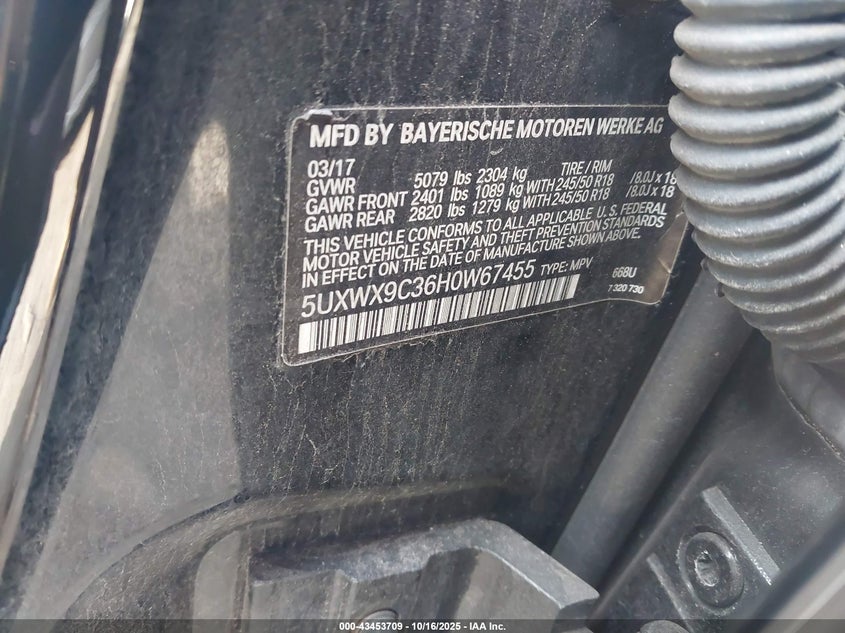 MFD BY BAYERISCHE MOTOREN WERKE AG
03/17 TIRE / RIM
GVWR 5079 lbs 2304 kg
GAWR FRONT 2401 lbs 1089 kg WITH 245/50 R18 /8.0J x 18
GAWR REAR 2820 lbs 1279 kg WITH 245/50 R18 /8.0J x 18
THIS VEHICLE CONFORMS TO ALL APPLICABLE U.S. FEDERAL
MOTOR VEHICLE SAFETY AND THEFT PREVENTION STANDARDS
IN EFFECT ON THE DATE OF MANUFACTURE SHOWN ABOVE.
5UXWX9C36H0W67455 TYPE: MPV 668U
7 320 730
000-43453709 - 10/16/2025 - IAA Inc.